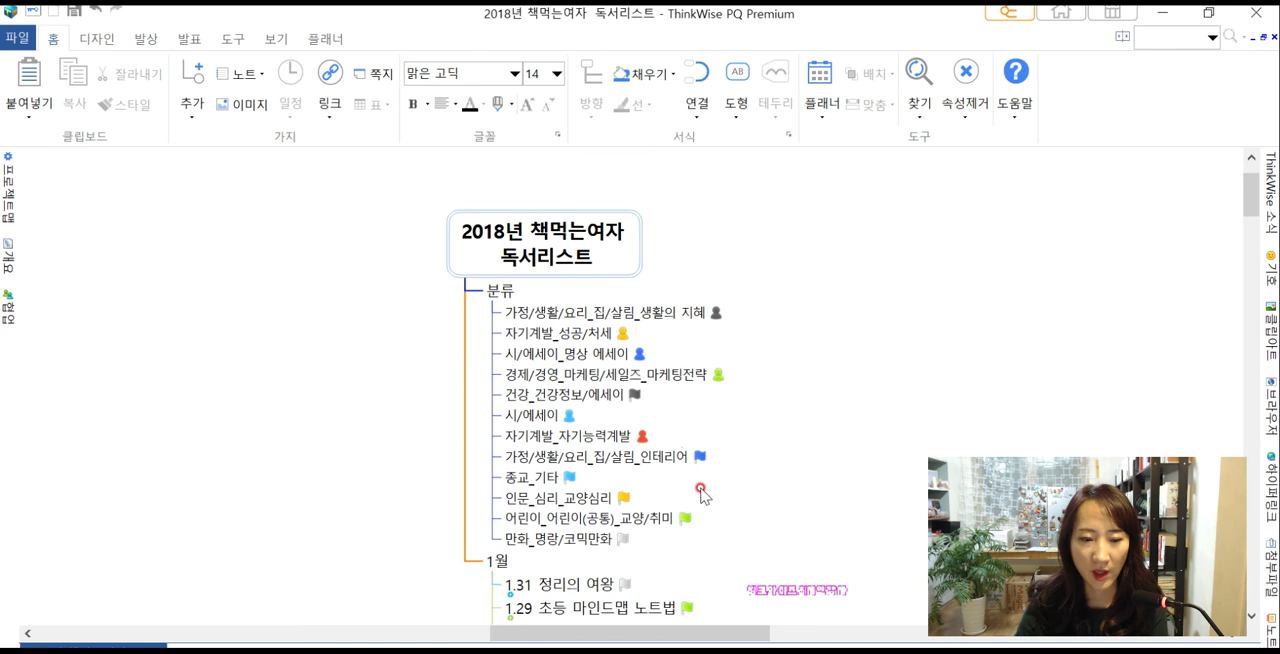 2018년 책먹는여자 독서리스트 - ThinkWise PQ Premium
파일 홈 디자인 발상 발표 도구 보기 플래너
붙여넣기 복사 잘라내기 스타일
클립보드
추가 노트 이미지 일정 링크 쪽지 표
가지
맑은 고딕 14
B A A A
글꼴
방향 채우기 선 연결 AB 도형 테두리
서식
플래너 배치 맞춤
찾기 속성제거 도움말
도구
프로젝트맵
개요
협업
2018년 책먹는여자
독서리스트
분류
가정/생활/요리_집/살림_생활의 지혜
자기계발_성공/처세
시/에세이_명상 에세이
경제/경영_마케팅/세일즈_마케팅전략
건강_건강정보/에세이
시/에세이
자기계발_자기능력계발
가정/생활/요리_집/살림_인테리어
종교_기타
인문_심리_교양심리
어린이_어린이(공통)_교양/취미
만화_명랑/코믹만화
1월
1.31 정리의 여왕
1.29 초등 마인드맵 노트법
ThinkWise 소식
기호
클립아트
브라우저
하이퍼링크
첨부파일
노트